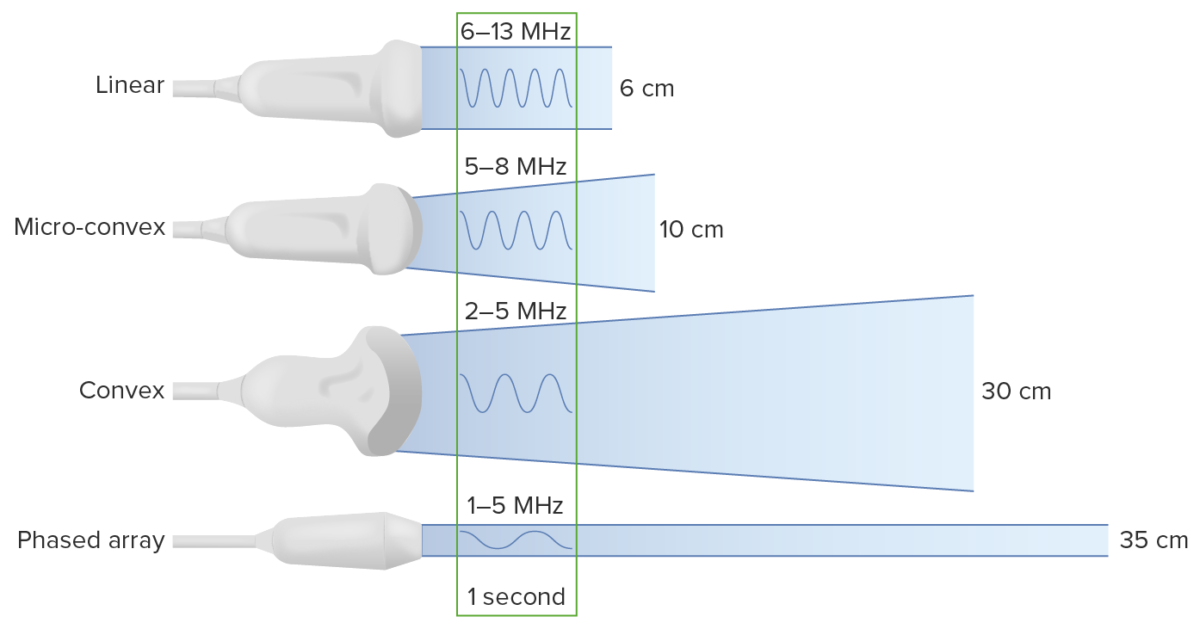 6–13 MHz
Linear
6 cm
5–8 MHz
Micro-convex
10 cm
2–5 MHz
Convex
30 cm
1–5 MHz
Phased array
35 cm
1 second